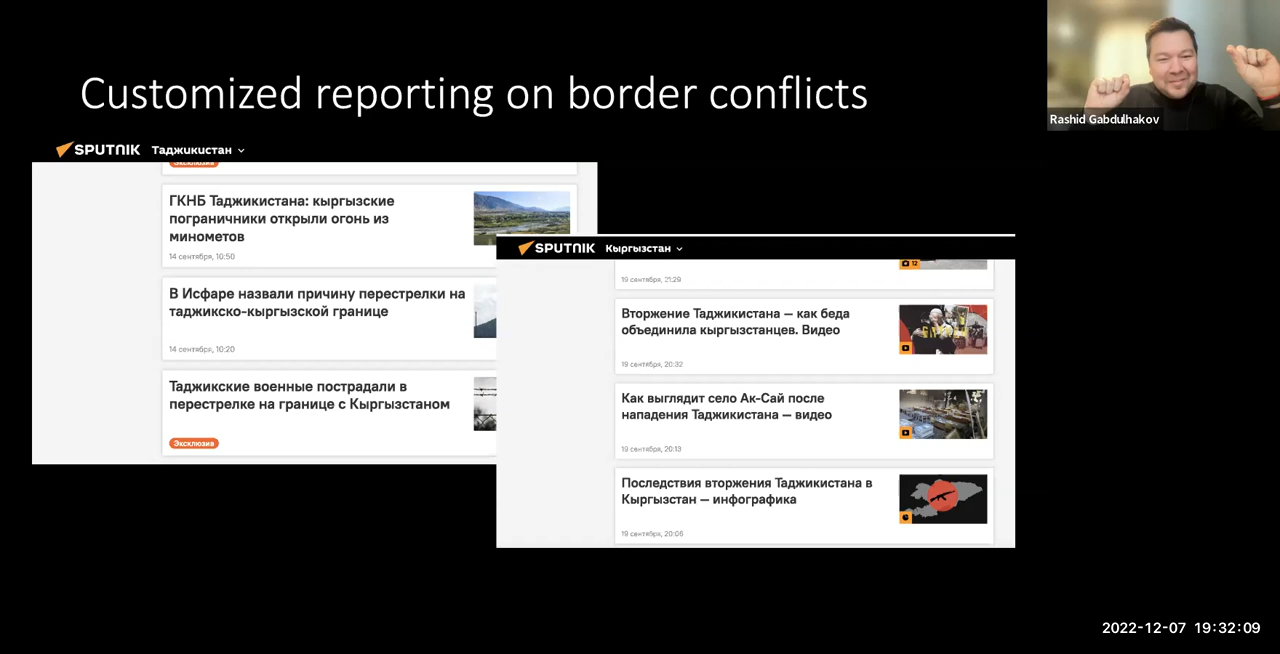 Customized reporting on border conflicts
Rashid Gabdulhakov
SPUTNIK Таджикистан
Эксклюзив
ГКНБ Таджикистана: кыргызские
пограничники открыли огонь из
минометов
14 сентября, 10:50
В Исфаре назвали причину перестрелки на
таджикско-кыргызской границе
14 сентября, 10:20
Таджикские военные пострадали в
перестрелке на границе с Кыргызстаном
Эксклюзив
SPUTNIK Кыргызстан
12
19 сентября, 21:29
Вторжение Таджикистана — как беда
объединила кыргызстанцев. Видео
19 сентября, 20:32
Как выглядит село Ак-Сай после
нападения Таджикистана — видео
19 сентября, 20:13
Последствия вторжения Таджикистана в
Кыргызстан — инфографика
19 сентября, 20:05
2022-12-07 19:32:09